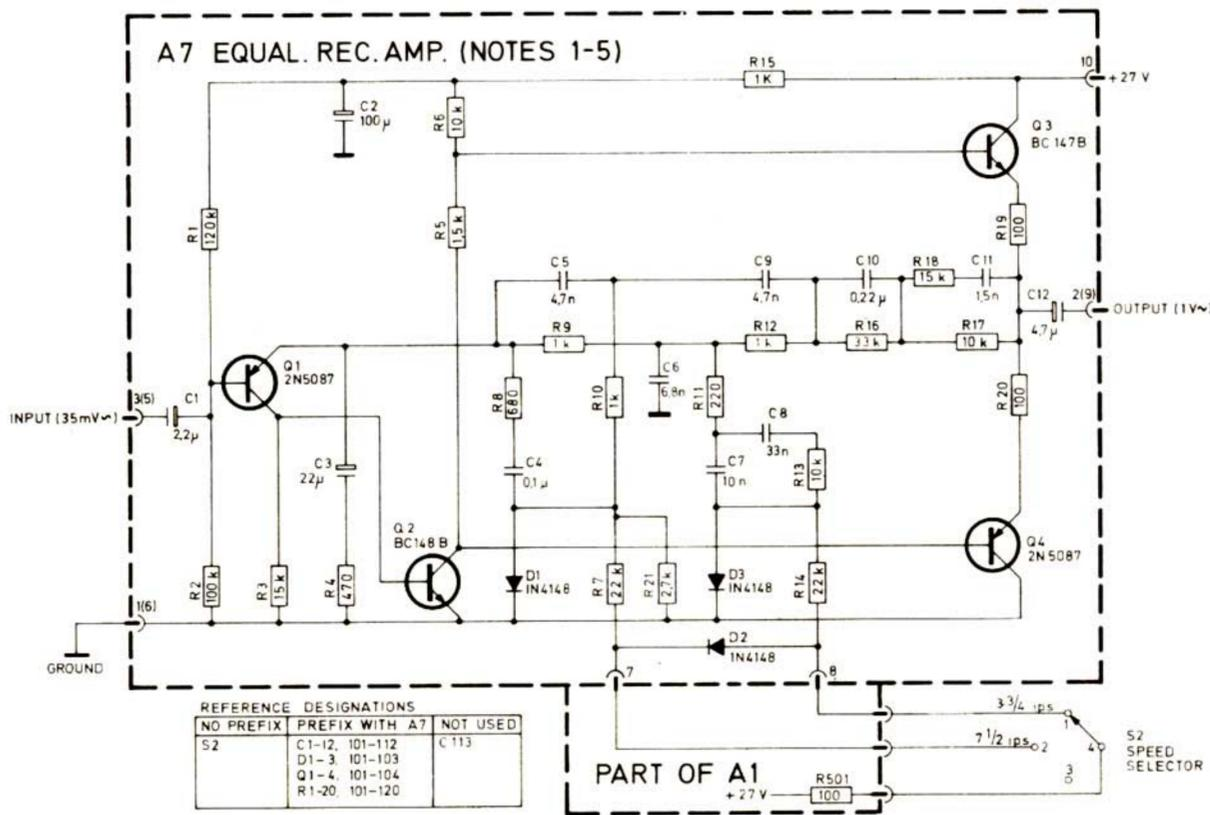 A7 EQUAL. REC. AMP. (NOTES 1-5)
R15
1K
10
+27 V
C2
100µ
R6
10 k
Q3
BC 147B
R1
120 k
R5
1,5 k
R19
100
C5
4,7n
C9
4,7n
C10
0,22µ
R18
15 k
C11
1,5n
C12
4,7µ
2(9)
OUTPUT (1V~)
R9
1 k
R12
1 k
R16
33 k
R17
10 k
Q1
2N5087
3(5)
INPUT (35mV~)
C1
2,2µ
C6
6,8n
R8
680
R10
1k
R11
220
R20
100
C8
33n
C3
22µ
C4
0,1µ
C7
10n
R13
10 k
Q2
BC148 B
Q4
2N 5087
R2
100 k
R3
15 k
R4
470
D1
1N4148
R7
22 k
R21
2,7k
D3
1N4148
R14
22 k
1(6)
GROUND
D2
1N4148
7
8
REFERENCE DESIGNATIONS
NO PREFIX PREFIX WITH A7 NOT USED
S2 C1-12, 101-112 C113
D1-3, 101-103
Q1-4, 101-104
R1-20, 101-120
PART OF A1
+27 V
R501
100
3 3/4 ips
1
7 1/2 ips
2
4
3
S2
SPEED
SELECTOR